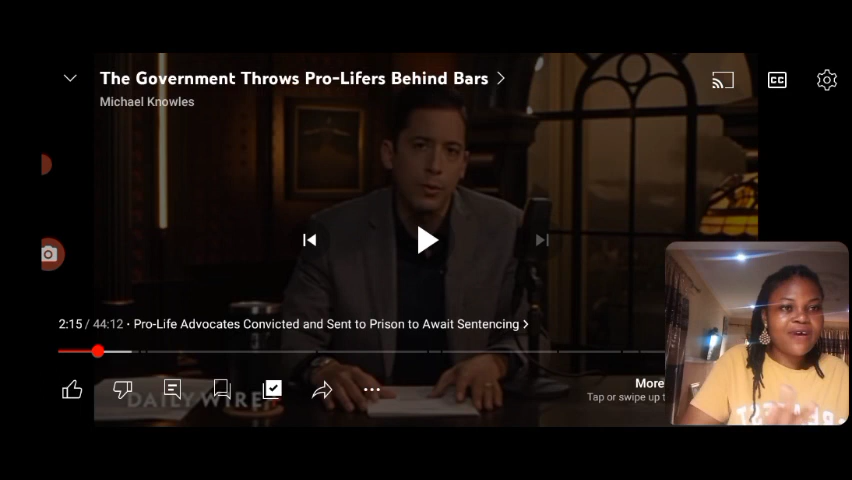 The Government Throws Pro-Lifers Behind Bars
Michael Knowles
CC
2:15 / 44:12 · Pro-Life Advocates Convicted and Sent to Prison to Await Sentencing
More
Tap or swipe up t
DAILY WIRE